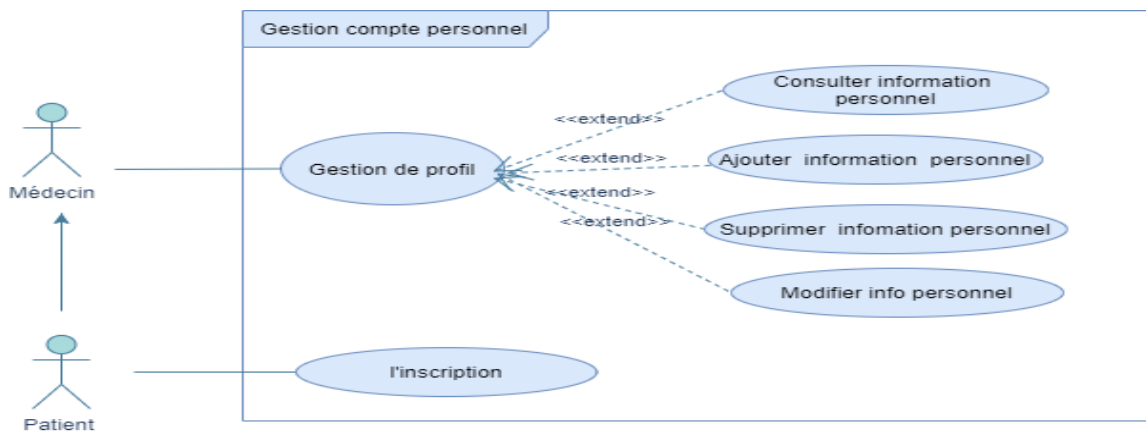 Gestion compte personnel
Consulter information
personnel
<<extend>>
Médecin
Gestion de profil
<<extend>>
Ajouter information personnel
<<extend>>
Supprimer infomation personnel
<<extend>>
Modifier info personnel
l'inscription
Patient